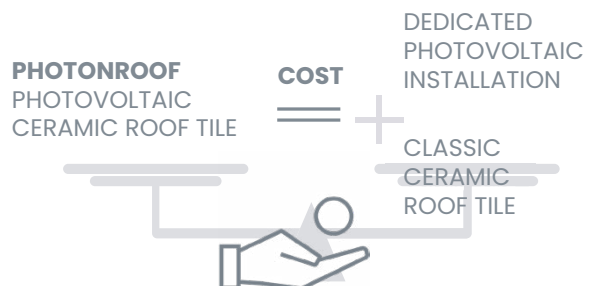 PHOTONROOF
PHOTOVOLTAIC
CERAMIC ROOF TILE
COST
DEDICATED
PHOTOVOLTAIC
INSTALLATION
CLASSIC
CERAMIC
ROOF TILE